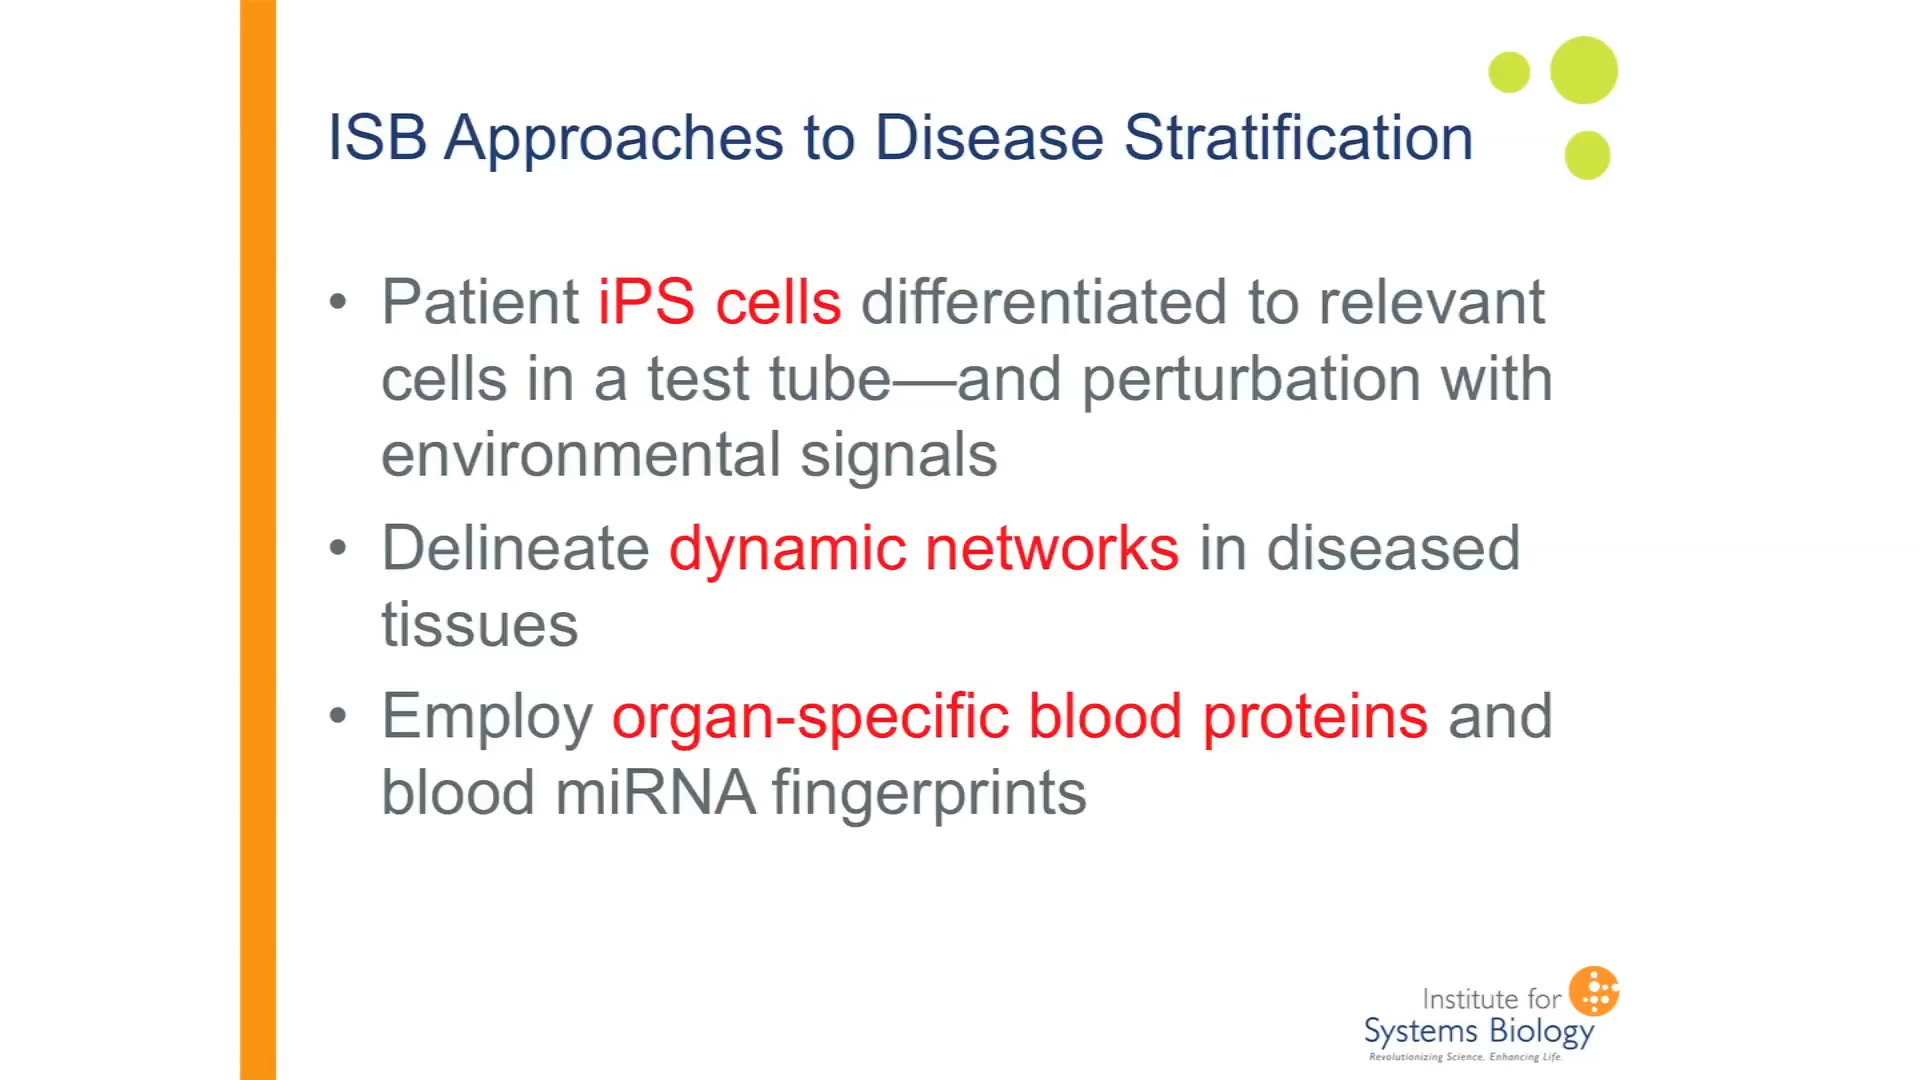 ISB Approaches to Disease Stratification
• Patient iPS cells differentiated to relevant
cells in a test tube—and perturbation with
environmental signals
• Delineate dynamic networks in diseased
tissues
• Employ organ-specific blood proteins and
blood miRNA fingerprints
Institute for
Systems Biology
Revolutionizing Science. Enhancing Life.